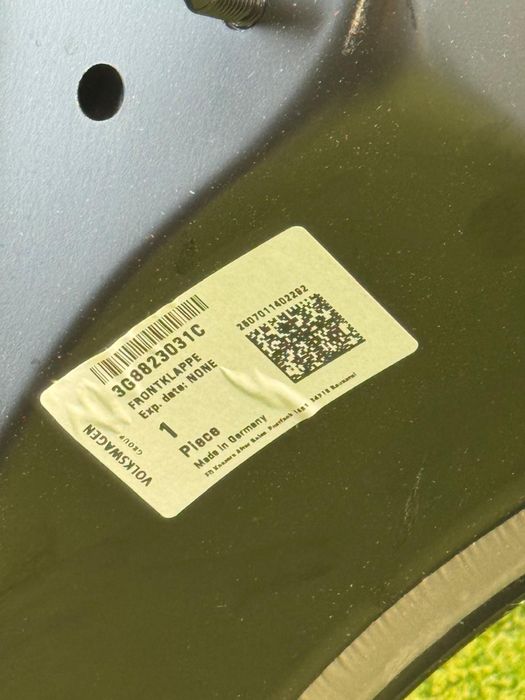 3G8823031C
FRONTKLAPPE
Exp. date: NONE
1
Piece
Made in Germany
VOLKSWAGEN
GROUP
2807011402282